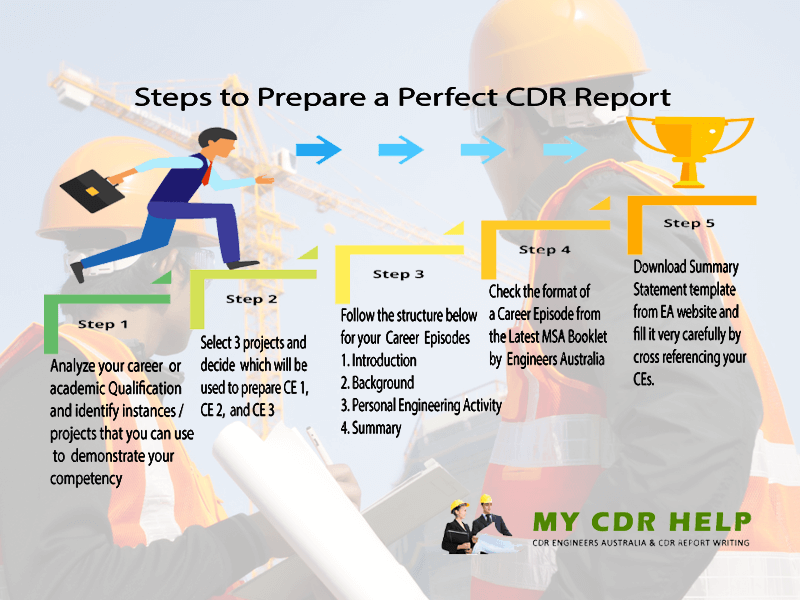 Steps to Prepare a Perfect CDR Report
Step 1
Analyze your career or
academic Qualification
and identify instances /
projects that you can use
to demonstrate your
competency
Step 2
Select 3 projects and
decide which will be
used to prepare CE 1,
CE 2, and CE 3
Step 3
Follow the structure below
for your Career Episodes
1. Introduction
2. Background
3. Personal Engineering Activity
4. Summary
Step 4
Check the format of
a Career Episode from
the Latest MSA Booklet
by Engineers Australia
Step 5
Download Summary
Statement template
from EA website and
fill it very carefully by
cross referencing your
CEs.
MY CDR HELP
CDR ENGINEERS AUSTRALIA & CDR REPORT WRITING